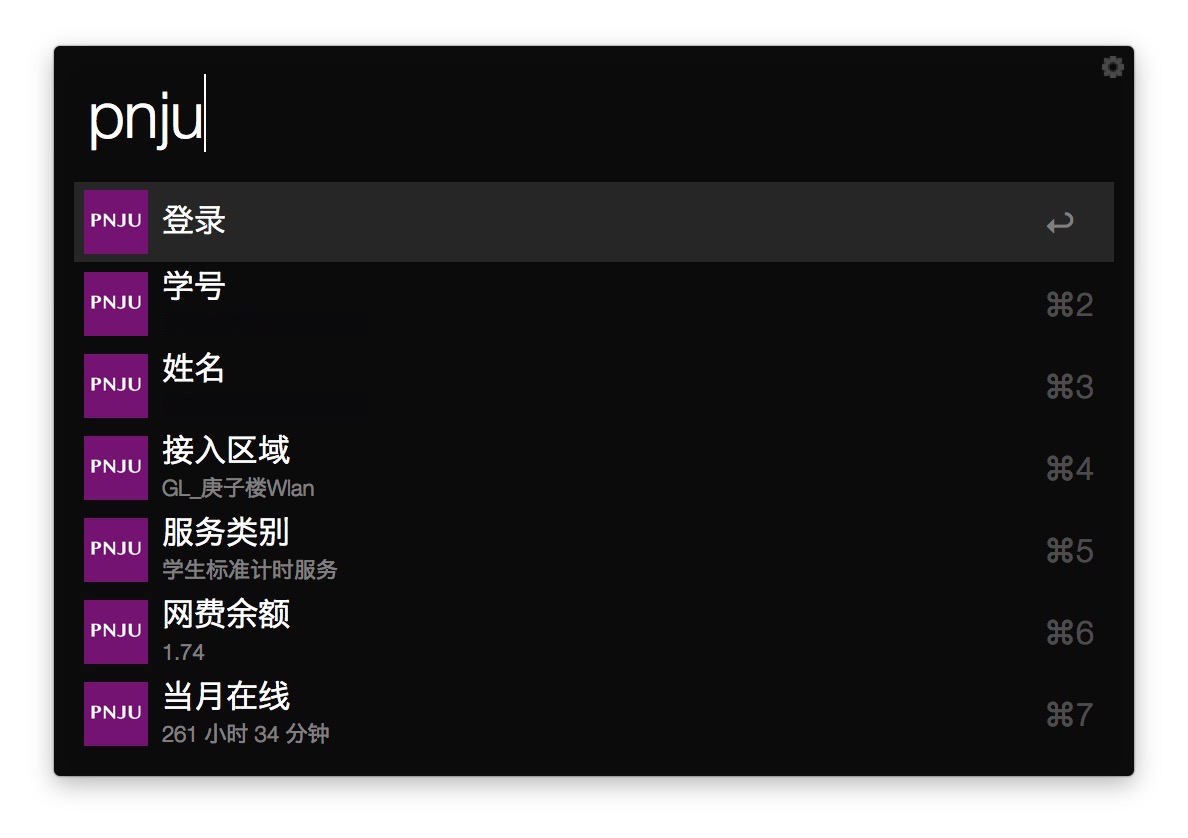 pnju
PNJU 登录
PNJU 学号 ⌘2
PNJU 姓名 ⌘3
PNJU 接入区域 ⌘4
GL_庚子楼Wlan
PNJU 服务类别 ⌘5
学生标准计时服务
PNJU 网费余额 ⌘6
1.74
PNJU 当月在线 ⌘7
261 小时 34 分钟